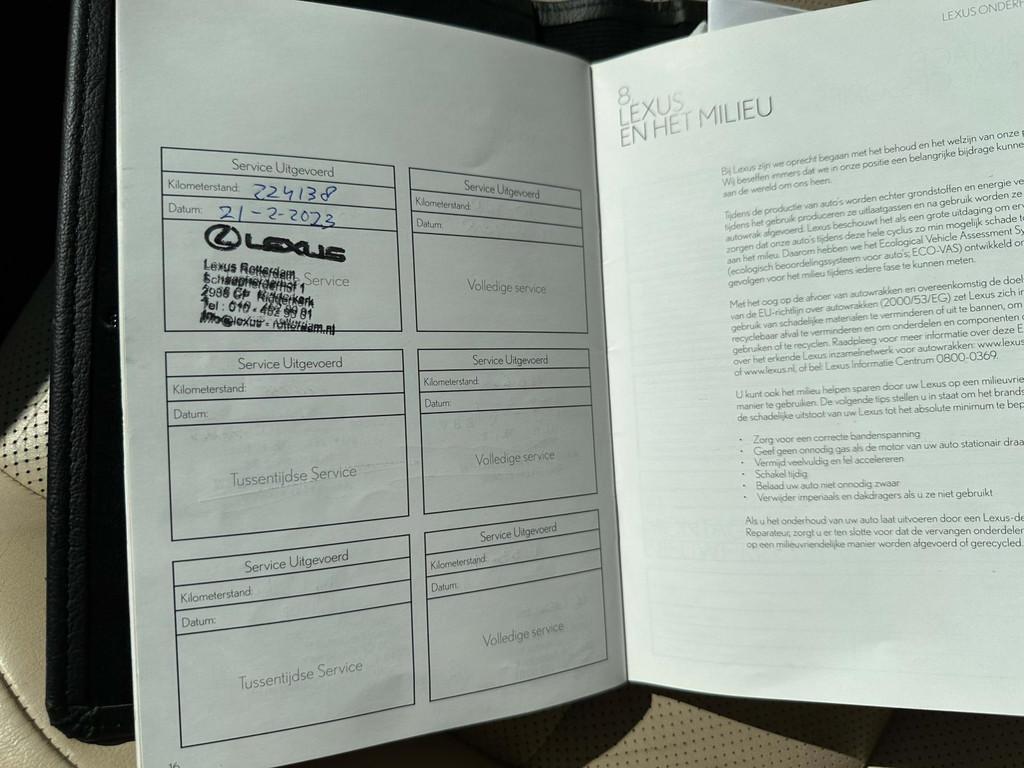 Service Uitgevoerd
Kilometerstand: 224138
Datum: 21-2-2023
LEXUS
Lexus Rotterdam
Service
2988
Ridderkerk
Service Uitgevoerd
Kilometerstand:
Datum:
Volledige service
Service Uitgevoerd
Kilometerstand:
Datum:
Tussentijdse Service
Service Uitgevoerd
Kilometerstand:
Datum:
Volledige service
Service Uitgevoerd
Kilometerstand:
Datum:
Tussentijdse Service
Service Uitgevoerd
Kilometerstand:
Datum:
Volledige service
16
LEXUS ONDERH
8.
LEXUS
EN HET MILIEU
Bij Lexus zijn we oprecht begaan met het behoud en het welzijn van onze p
Wij beseffen immers dat we in onze positie een belangrijke bijdrage kunne
aan de wereld om ons heen.
Tijdens de productie van auto's worden echter grondstoffen en energie ve
het gebruik produceren ze uitlaatgassen en na gebruik worden ze
autowrak afgevoerd. Lexus beschouwt het als een grote uitdaging om erv
zorgen dat onze auto's tijdens deze hele cyclus zo min mogelijk schade t
aan het milieu. Daarom hebben we het Ecological Vehicle Assessment Sy
(ecologisch beoordelingssysteem voor auto's; ECO-VAS) ontwikkeld om
gevolgen voor het milieu tijdens iedere fase te kunnen meten.
Met het oog op de afvoer van autowrakken en overeenkomstig de doel
van de EU-richtlijn over autowrakken (2000/53/EG) zet Lexus zich in
gebruik van schadelijke materialen te verminderen of uit te bannen, om
recyclebaar afval te verminderen en om onderdelen en componenten o
gebruiken of te recyclen. Raadpleeg voor meer informatie over deze E
over het erkende Lexus inzamelnetwerk voor autowrakken: www.lexus
of www.lexus.nl, of bel: Lexus Informatie Centrum 0800-0369.
U kunt ook het milieu helpen sparen door uw Lexus op een milieuvrie
manier te gebruiken. De volgende tips stellen u in staat om het brands
de schadelijke uitstoot van uw Lexus tot het absolute minimum te bep
• Zorg voor een correcte bandenspanning
• Geef geen onnodig gas als de motor van uw auto stationair draa
• Vermijd veelvuldig en fel accelereren
• Schakel tijdig
• Belaad uw auto niet onnodig zwaar
• Verwijder imperiaals en dakdragers als u ze niet gebruikt
Als u het onderhoud van uw auto laat uitvoeren door een Lexus-de
Reparateur, zorgt u er ten slotte voor dat de vervangen onderdelen
op een milieuvriendelijke manier worden afgevoerd of gerecycled.